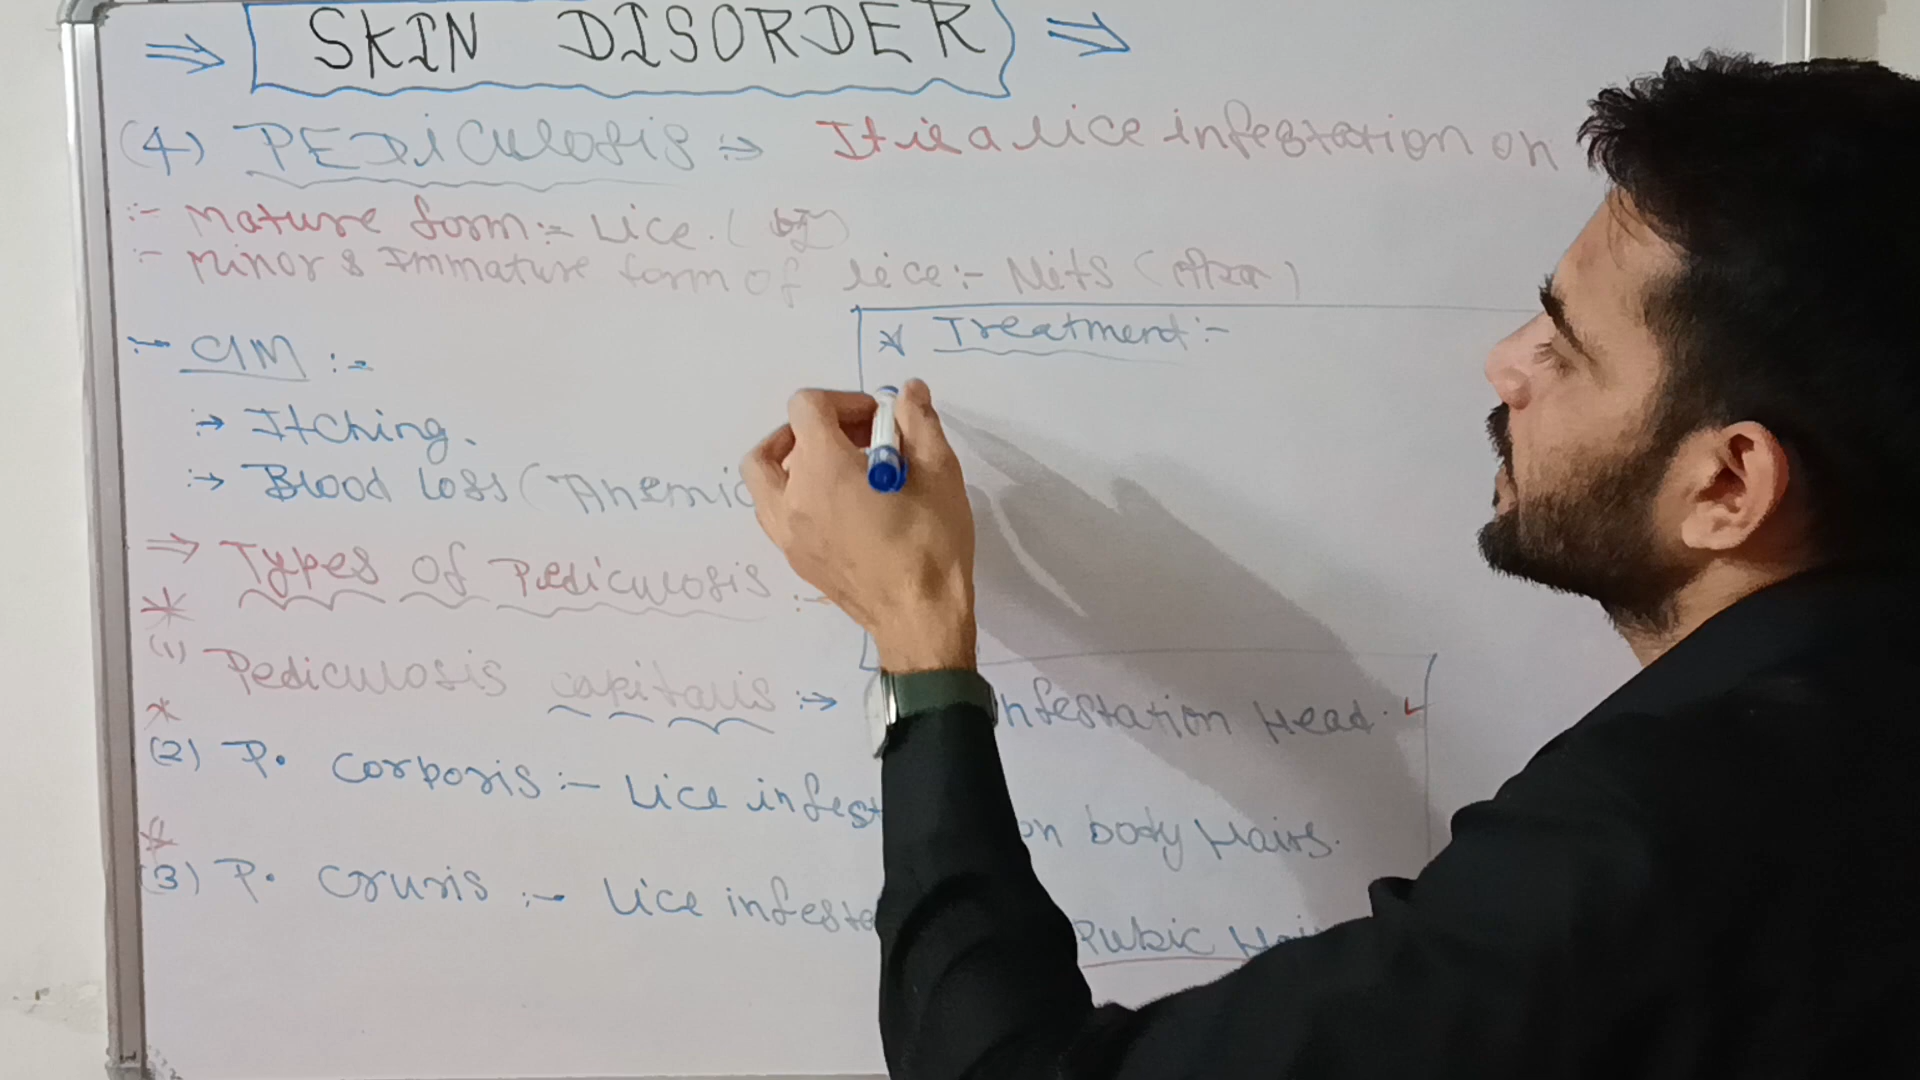 ⇒ SKIN DISORDER ⇒
(4) PEDiCulosis :→ It is a lice infestation on
:- Mature form :- Lice. (जूँ)
:- Minor & Immature form of lice :- Nits (
:→ C/M :→
:→ Itching.
:→ Blood Loss (Anemic
* Treatment :-
⇒ Types of Pediculosis :→
* (1) Pediculosis capitalis :→ nfestation Head.
* (2) P. corporis :— Lice infest on body Hairs.
* (3) P. cruris :→ Lice infesta Pubic Hai